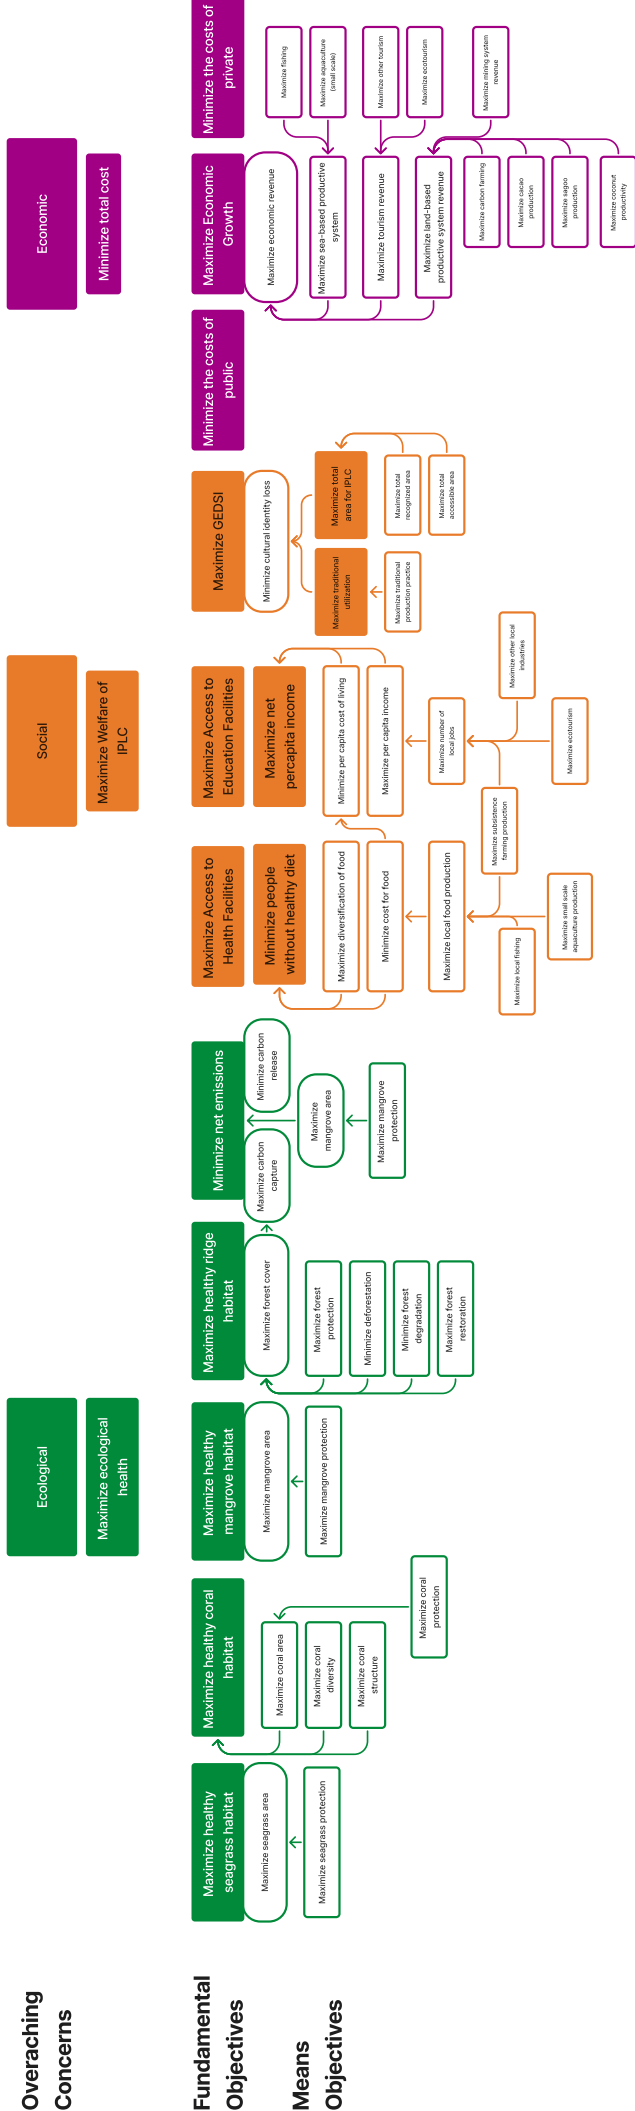 Overaching
Concerns
Ecological
Social
Economic
Maximize ecological
health
Maximize Welfare of
IPLC
Minimize total cost
Fundamental
Objectives
Maximize healthy
seagrass habitat
Maximize healthy coral
habitat
Maximize healthy
mangrove habitat
Maximize healthy ridge
habitat
Minimize net emissions
Maximize Access to
Health Facilities
Maximize Access to
Education Facilities
Maximize GEDSI
Minimize the costs of
public
Maximize Economic
Growth
Minimize the costs of
private
Means
Objectives
Maximize seagrass area
Maximize seagrass protection
Maximize coral area
Maximize coral
diversity
Maximize coral
structure
Maximize coral
protection
Maximize mangrove area
Maximize mangrove protection
Maximize forest cover
Maximize forest
protection
Minimize deforestation
Minimize forest
degradation
Maximize forest
restoration
Maximize carbon
capture
Minimize carbon
release
Maximize
mangrove area
Maximize mangrove
protection
Minimize people
without healthy diet
Maximize diversification of food
Minimize cost for food
Maximize local food production
Maximize local fishing
Maximize small scale
aquaculture production
Maximize subsistence
farming production
Maximize net
percapita income
Minimize per capita cost of living
Maximize per capita income
Maximize number of
local jobs
Maximize other local
industries
Maximize ecotourism
Minimize cultural identity loss
Maximize traditional
utilization
Maximize traditional
production practice
Maximize total
area for IPLC
Maximize total
recognized area
Maximize total
accessible area
Maximize economic revenue
Maximize sea-based productive
system
Maximize tourism revenue
Maximize land-based
productive system revenue
Maximize carbon farming
Maximize cacao
production
Maximize sagoo
production
Maximize coconut
productivity
Maximize fishing
Maximize aquaculture
(small scale)
Maximize other tourism
Maximize ecotourism
Maximize mining system
revenue